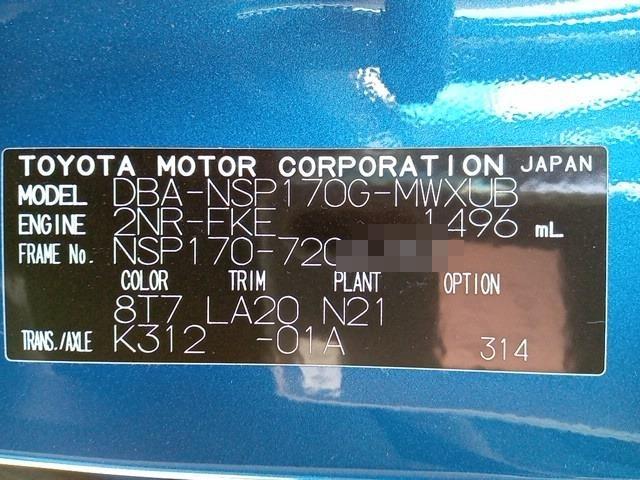 TOYOTA MOTOR CORPORATION JAPAN
MODEL DBA-NSP170G-MWXUB
ENGINE 2NR-FKE 1496 mL
FRAME No. NSP170-720
COLOR TRIM PLANT OPTION
8T7 LA20 N21
TRANS./AXLE K312 -01A 314